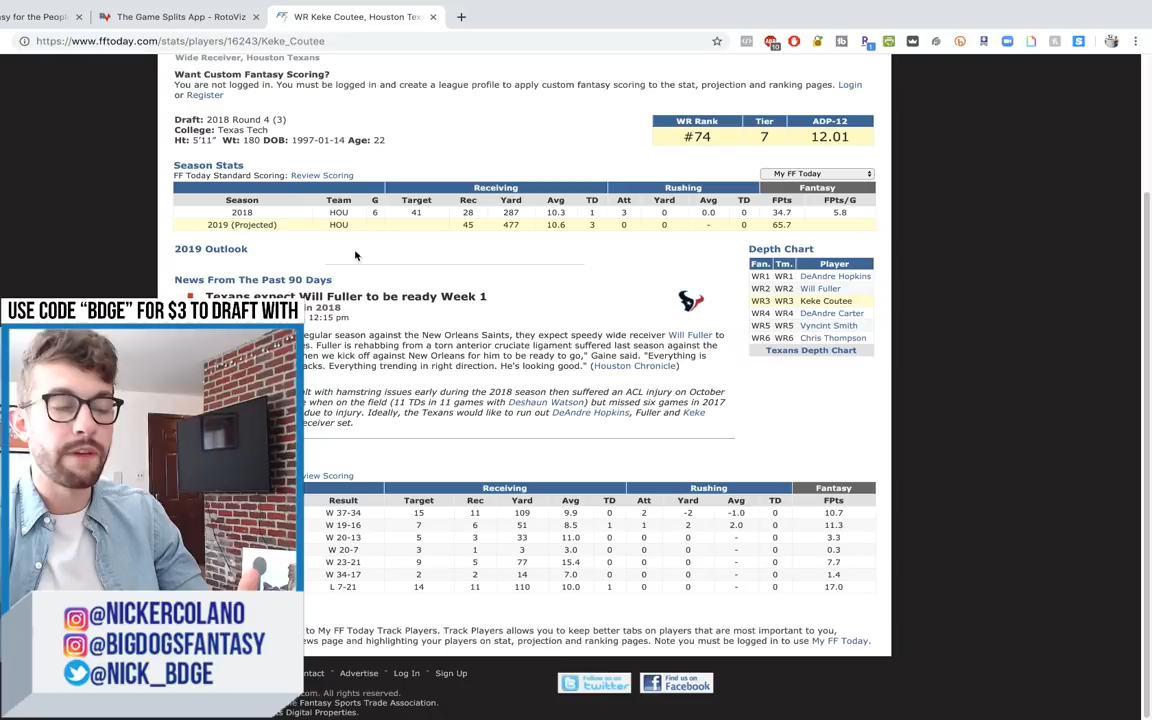 sy for the Peopl
The Game Splits App - RotoViz
WR Keke Coutee, Houston Tex
https://www.fftoday.com/stats/players/16243/Keke_Coutee
Wide Receiver, Houston Texans
Want Custom Fantasy Scoring?
You are not logged in. You must be logged in and create a league profile to apply custom fantasy scoring to the stat, projection and ranking pages. Login
or Register
Draft: 2018 Round 4 (3)
College: Texas Tech
Ht: 5'11" Wt: 180 DOB: 1997-01-14 Age: 22
WR Rank Tier ADP-12
#74 7 12.01
Season Stats
FF Today Standard Scoring: Review Scoring
My FF Today
Receiving Rushing Fantasy
Season Team G Target Rec Yard Avg TD Att Yard Avg TD FPts FPts/G
2018 HOU 6 41 28 287 10.3 1 3 0 0.0 0 34.7 5.8
2019 (Projected) HOU 45 477 10.6 3 0 0 - 0 65.7
2019 Outlook
Depth Chart
Fan. Tm. Player
WR1 WR1 DeAndre Hopkins
WR2 WR2 Will Fuller
WR3 WR3 Keke Coutee
WR4 WR4 DeAndre Carter
WR5 WR5 Vyncint Smith
WR6 WR6 Chris Thompson
Texans Depth Chart
News From The Past 90 Days
Texans expect Will Fuller to be ready Week 1
in 2018
12:15 pm
egular season against the New Orleans Saints, they expect speedy wide receiver Will Fuller to
es. Fuller is rehabbing from a torn anterior cruciate ligament suffered last season against the
hen we kick off against New Orleans for him to be ready to go," Gaine said. "Everything is
acks. Everything trending in right direction. He's looking good." (Houston Chronicle)
lt with hamstring issues early during the 2018 season then suffered an ACL injury on October
e when on the field (11 TDs in 11 games with Deshaun Watson) but missed six games in 2017
due to injury. Ideally, the Texans would like to run out DeAndre Hopkins, Fuller and Keke
eceiver set.
view Scoring
Receiving Rushing Fantasy
Result Target Rec Yard Avg TD Att Yard Avg TD FPts
W 37-34 15 11 109 9.9 0 2 -2 -1.0 0 10.7
W 19-16 7 6 51 8.5 1 1 2 2.0 0 11.3
W 20-13 5 3 33 11.0 0 0 0 - 0 3.3
W 20-7 3 1 3 3.0 0 0 0 - 0 0.3
W 23-21 9 5 77 15.4 0 0 0 - 0 7.7
W 34-17 2 2 14 7.0 0 0 0 - 0 1.4
L 7-21 14 11 110 10.0 1 0 0 - 0 17.0
to My FF Today Track Players. Track Players allows you to keep better tabs on players that are most important to you,
ws page and highlighting your players on stat, projection and ranking pages. Note you must be logged in to use My FF Today.
ntact ~ Advertise ~ Log In ~ Sign Up
.com. All rights reserved.
he Fantasy Sports Trade Association.
s Digital Properties.
Follow us on twitter
Find us on Facebook
USE CODE "BDGE" FOR $3 TO DRAFT WITH
@NICKERCOLANO
@BIGDOGSFANTASY
@NICK_BDGE